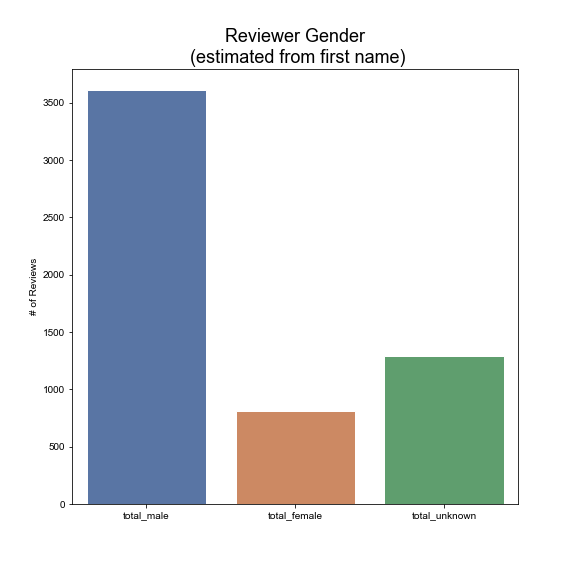 Reviewer Gender
(estimated from first name)
3500
3000
2500
2000
1500
1000
500
0
# of Reviews
total_male
total_female
total_unknown